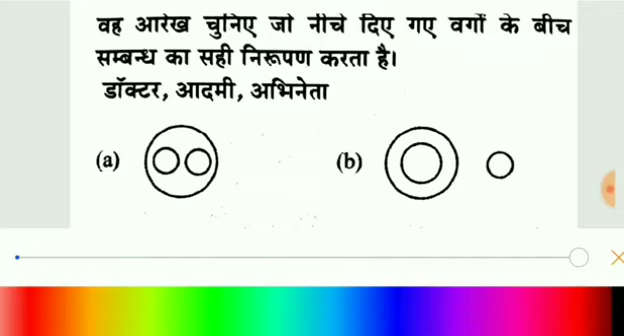 वह आरेख चुनिए जो नीचे दिए गए वर्गों के बीच
सम्बन्ध का सही निरूपण करता है।
डॉक्टर, आदमी, अभिनेता
(a) (b)